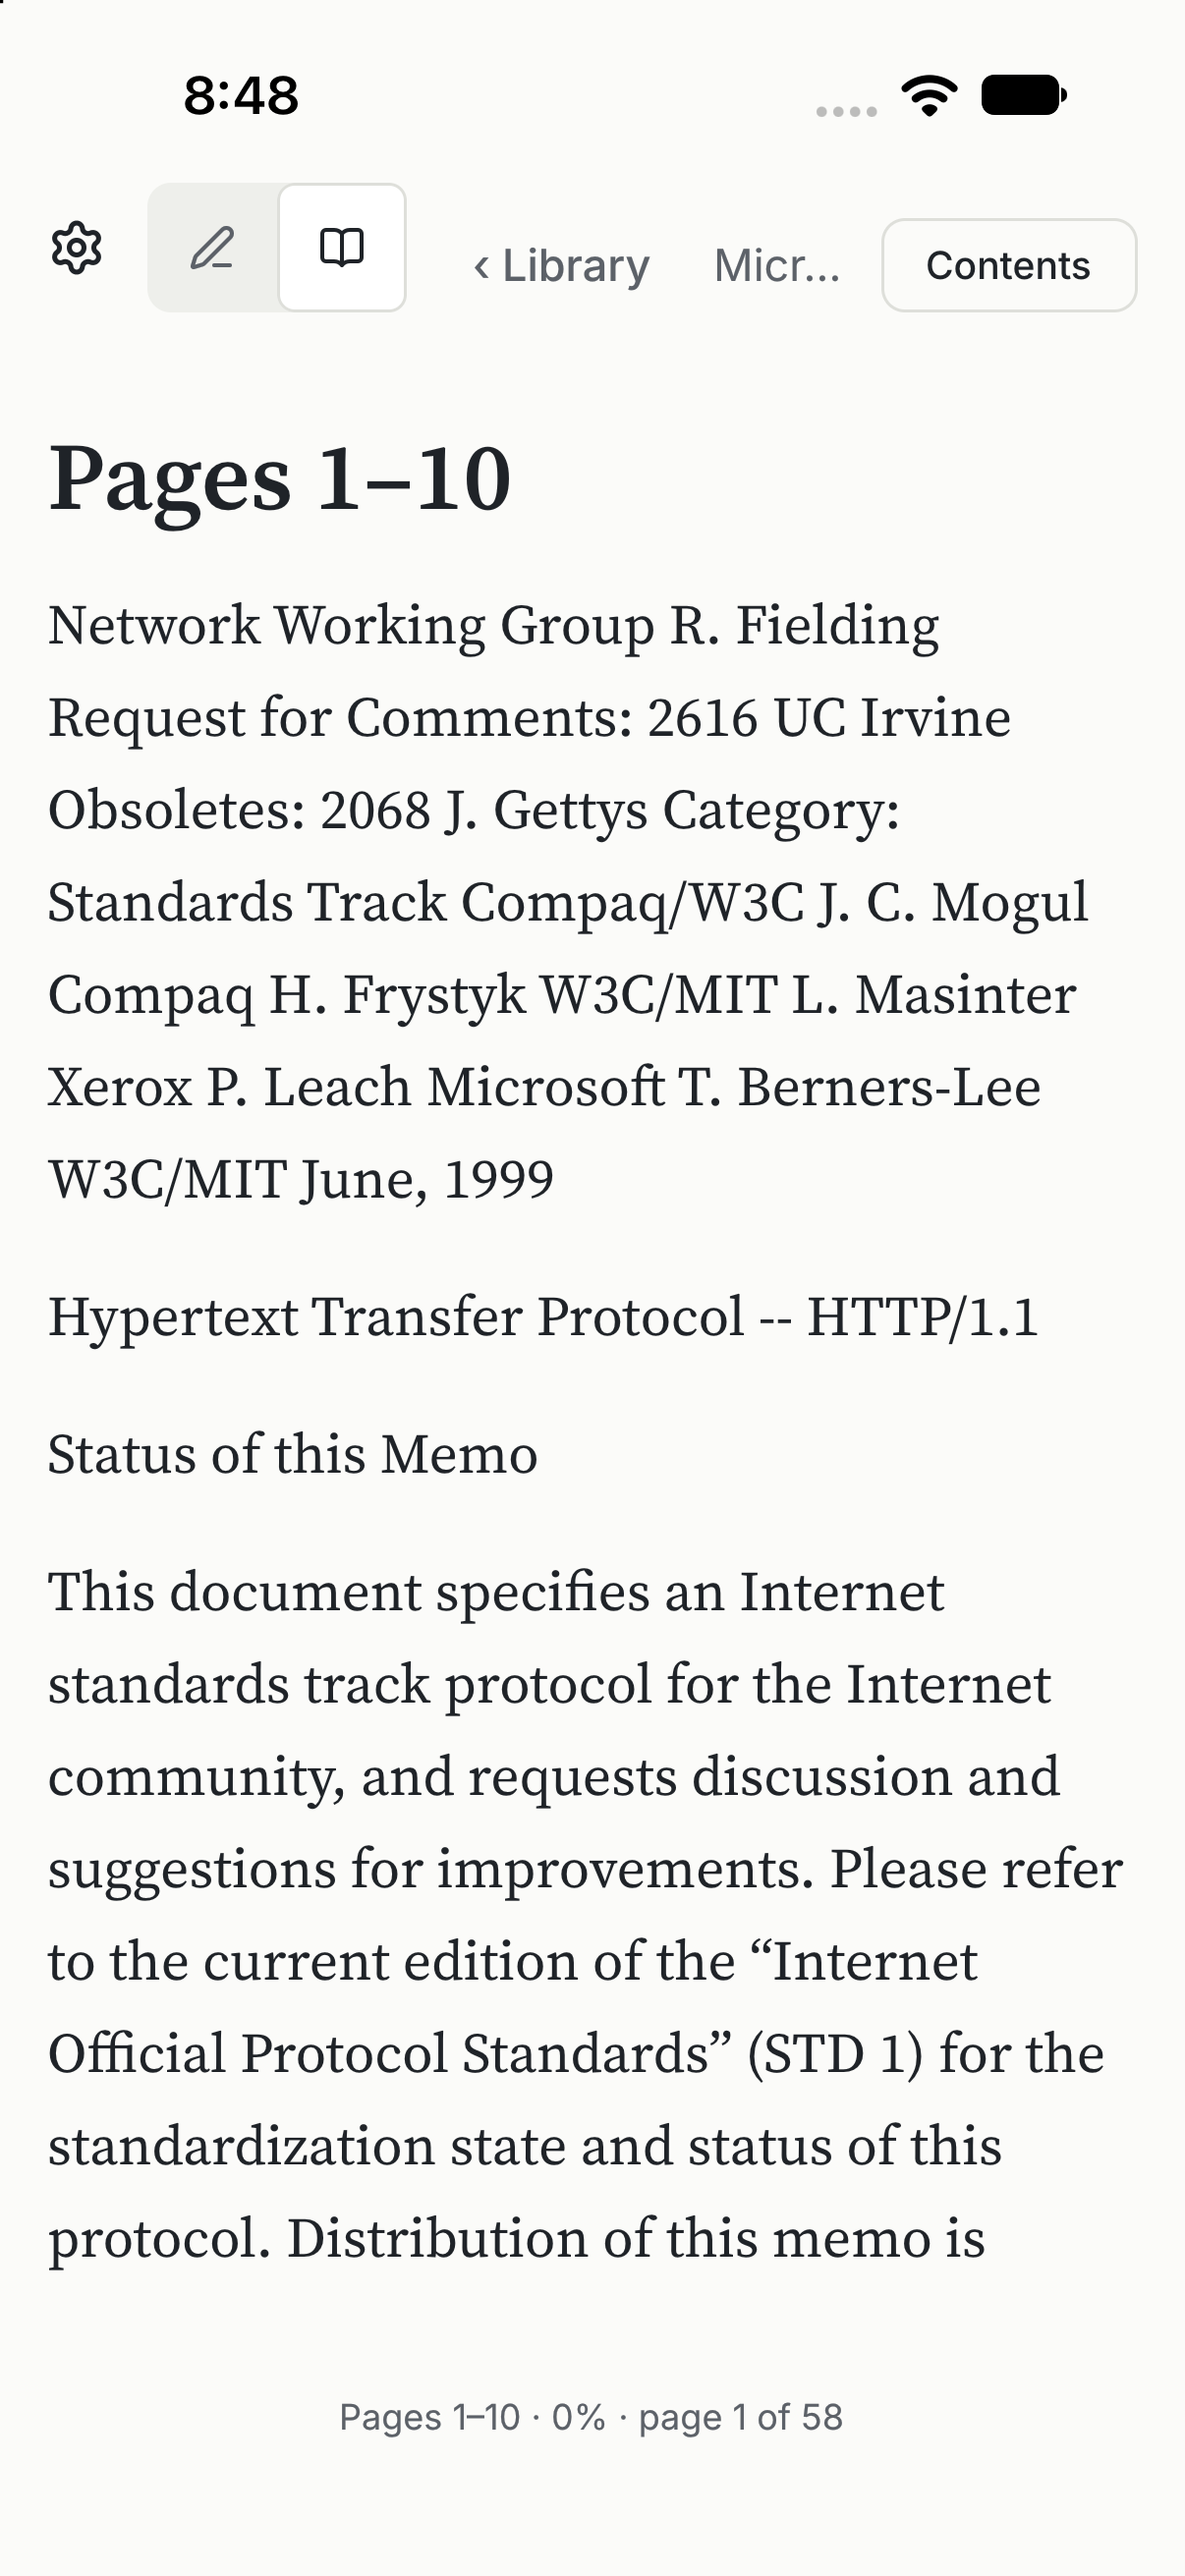 8:48
‹ Library
Micr...
Contents
Pages 1–10
Network Working Group R. Fielding
Request for Comments: 2616 UC Irvine
Obsoletes: 2068 J. Gettys Category:
Standards Track Compaq/W3C J. C. Mogul
Compaq H. Frystyk W3C/MIT L. Masinter
Xerox P. Leach Microsoft T. Berners-Lee
W3C/MIT June, 1999
Hypertext Transfer Protocol -- HTTP/1.1
Status of this Memo
This document specifies an Internet
standards track protocol for the Internet
community, and requests discussion and
suggestions for improvements. Please refer
to the current edition of the “Internet
Official Protocol Standards” (STD 1) for the
standardization state and status of this
protocol. Distribution of this memo is
Pages 1–10 · 0% · page 1 of 58